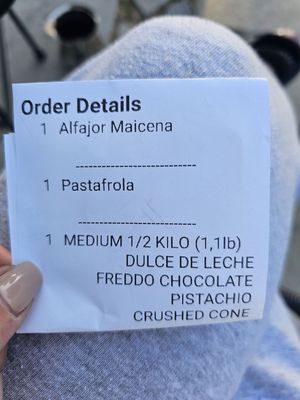 Order Details
1 Alfajor Maicena
--------------------------
1 Pastafrola
--------------------------
1 MEDIUM 1/2 KILO (1,1lb)
DULCE DE LECHE
FREDDO CHOCOLATE
PISTACHIO
CRUSHED CONE